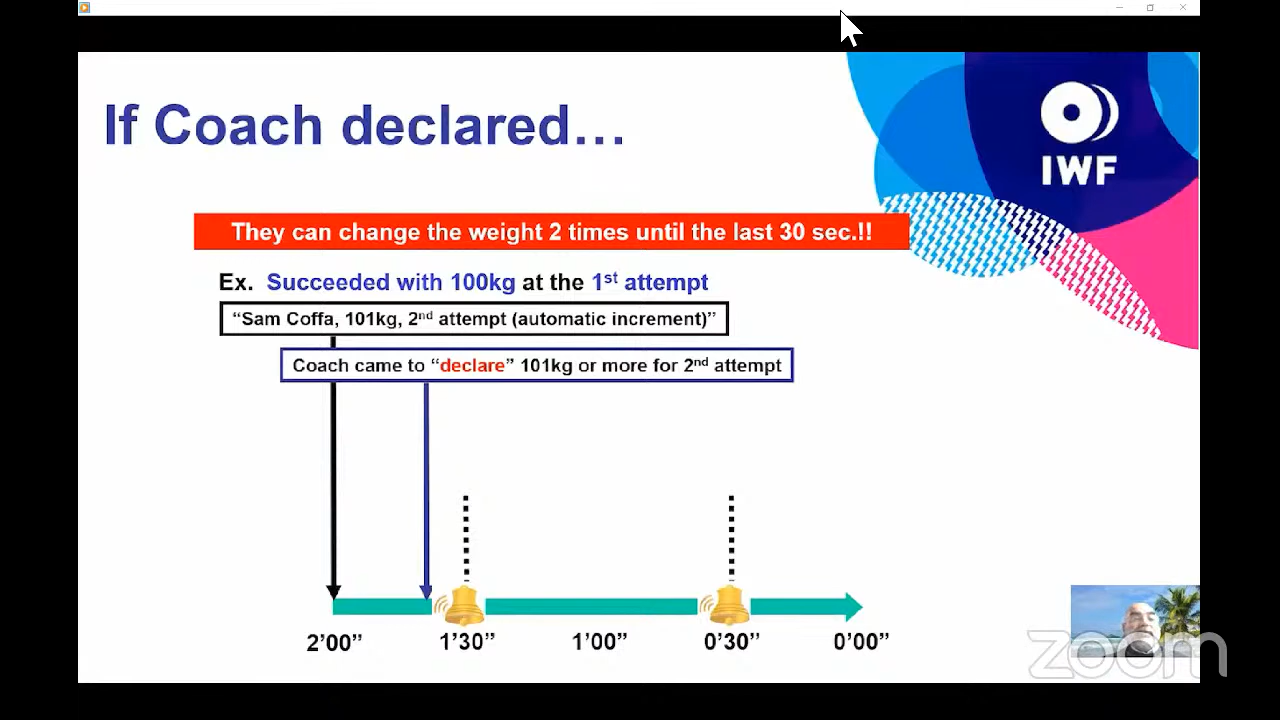 If Coach declared…
IWF
They can change the weight 2 times until the last 30 sec.!!
Ex. Succeeded with 100kg at the 1st attempt
“Sam Coffa, 101kg, 2nd attempt (automatic increment)”
Coach came to “declare” 101kg or more for 2nd attempt
2’00” 1’30” 1’00” 0’30” 0’00”
zoom